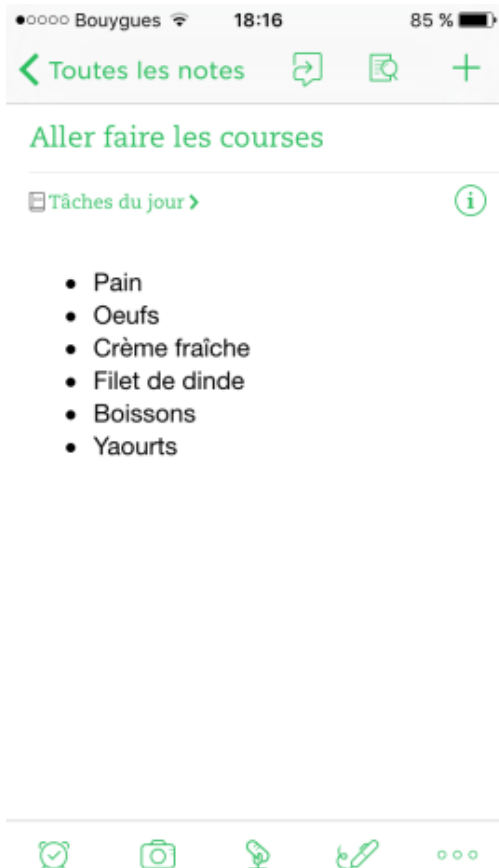 Bouygues 18:16 85 %
Toutes les notes
Aller faire les courses
Tâches du jour
• Pain
• Oeufs
• Crème fraîche
• Filet de dinde
• Boissons
• Yaourts